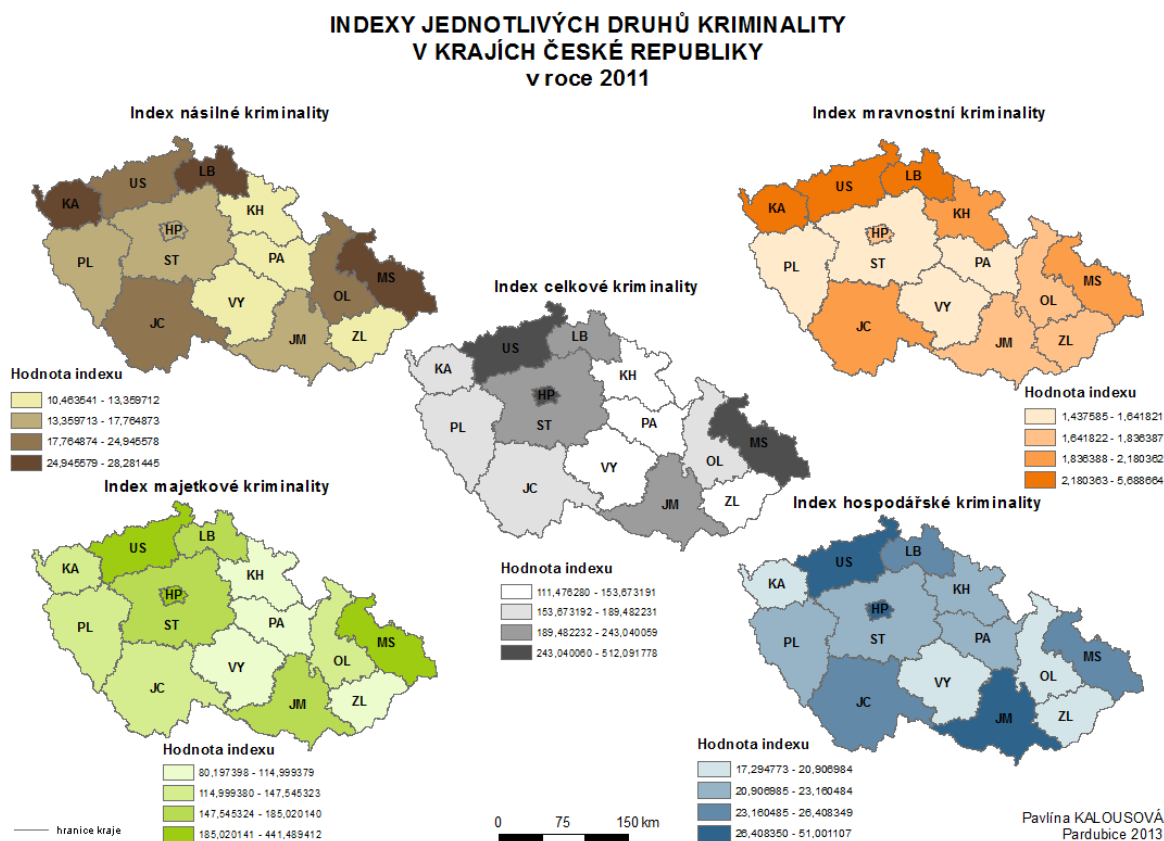 INDEXY JEDNOTLIVÝCH DRUHŮ KRIMINALITY
V KRAJÍCH ČESKÉ REPUBLIKY
v roce 2011
Index násilné kriminality
KA
US
LB
KH
HP
PL
ST
PA
MS
VY
OL
JC
JM
ZL
Hodnota indexu
10,463541 - 13,359712
13,359713 - 17,764873
17,764874 - 24,945578
24,945579 - 28,281445
Index mravnostní kriminality
KA
US
LB
KH
HP
PL
ST
PA
MS
VY
OL
JC
JM
ZL
Hodnota indexu
1,437585 - 1,641821
1,641822 - 1,836387
1,836388 - 2,180362
2,180363 - 5,688664
Index celkové kriminality
US
LB
KA
KH
HP
PL
ST
PA
MS
VY
OL
JC
JM
ZL
Hodnota indexu
111,476280 - 153,673191
153,673192 - 189,482231
189,482232 - 243,040059
243,040060 - 512,091778
Index majetkové kriminality
US
LB
KA
KH
HP
PL
ST
PA
MS
VY
OL
JC
JM
ZL
Hodnota indexu
80,197398 - 114,999379
114,999380 - 147,545323
147,545324 - 185,020140
185,020141 - 441,489412
Index hospodářské kriminality
US
LB
KA
KH
HP
PL
ST
PA
MS
VY
OL
JC
JM
ZL
Hodnota indexu
17,294773 - 20,906984
20,906985 - 23,160484
23,160485 - 26,408349
26,408350 - 51,001107
hranice kraje
0 75 150 km
Pavlína KALOUSOVÁ
Pardubice 2013